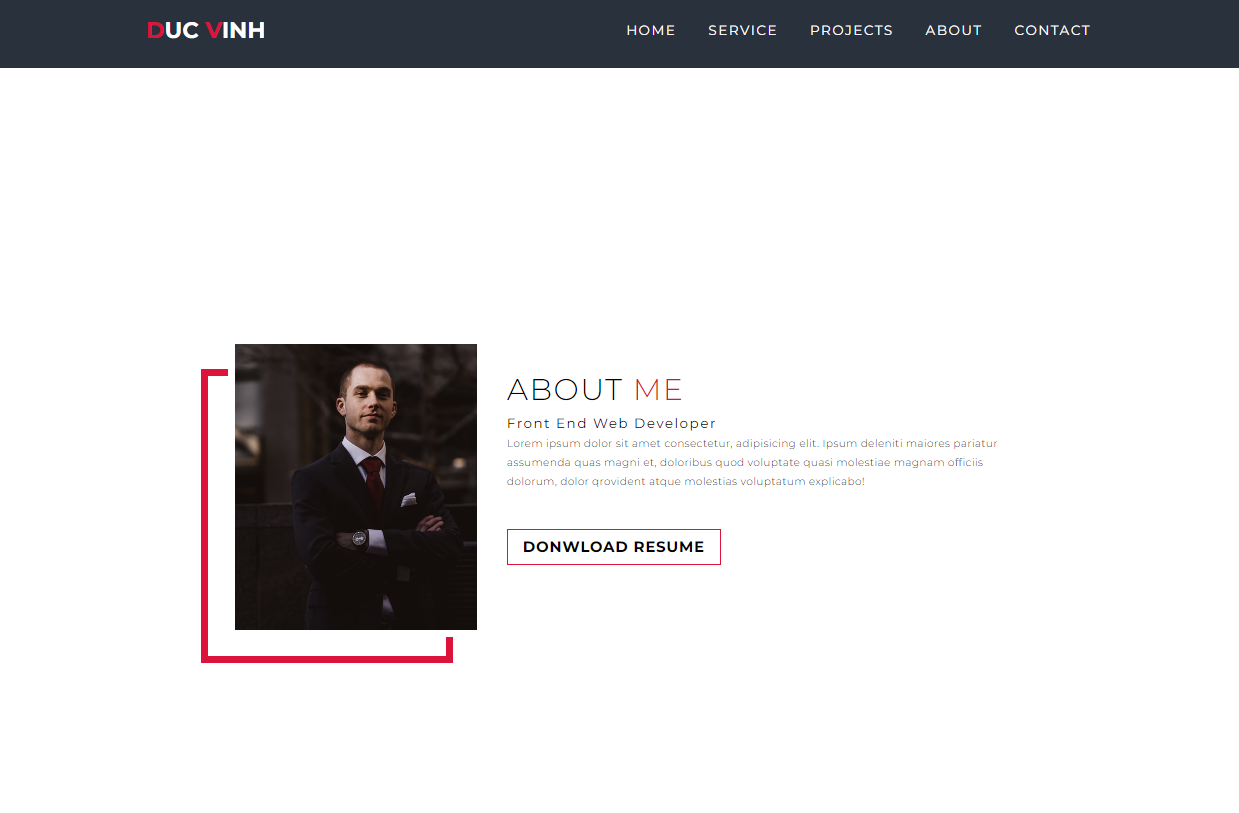 DUC VINH
HOME SERVICE PROJECTS ABOUT CONTACT
ABOUT ME
Front End Web Developer
Lorem ipsum dolor sit amet consectetur, adipisicing elit. Ipsum deleniti maiores pariatur
assumenda quas magni et, doloribus quod voluptate quasi molestiae magnam officiis
dolorum, dolor qrovident atque molestias voluptatum explicabo!
DONWLOAD RESUME